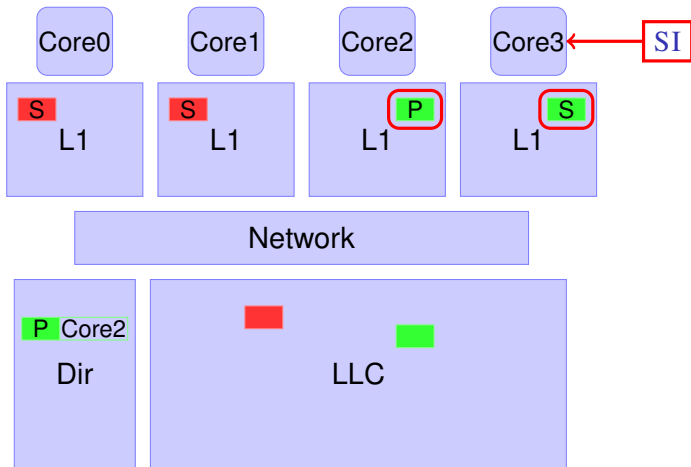 Core0 Core1 Core2 Core3 SI
S S P S
L1 L1 L1 L1
Network
P Core2
Dir LLC